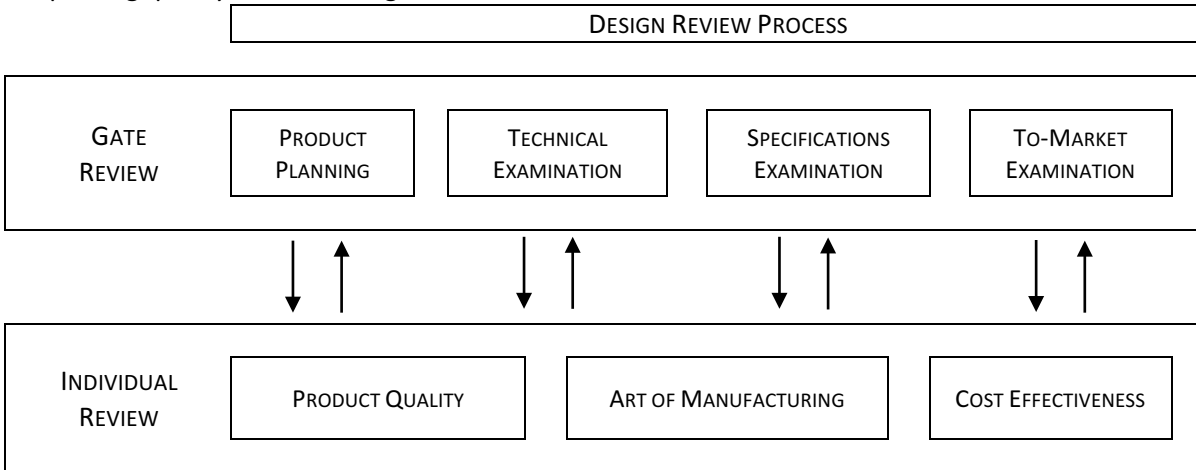 DESIGN REVIEW PROCESS
GATE
REVIEW
PRODUCT
PLANNING
TECHNICAL
EXAMINATION
SPECIFICATIONS
EXAMINATION
TO-MARKET
EXAMINATION
INDIVIDUAL
REVIEW
PRODUCT QUALITY
ART OF MANUFACTURING
COST EFFECTIVENESS